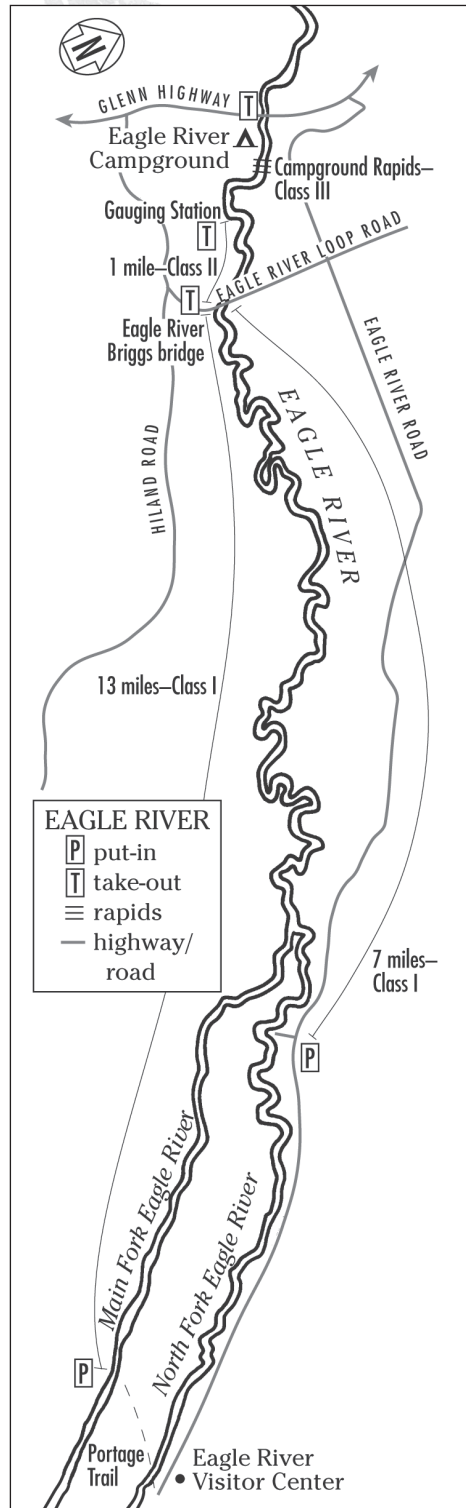 N
GLENN HIGHWAY
T
Eagle River
Campground
Campground Rapids–
Class III
Gauging Station
T
1 mile–Class II
EAGLE RIVER LOOP ROAD
T
Eagle River
Briggs bridge
EAGLE RIVER
EAGLE RIVER ROAD
HILAND ROAD
13 miles–Class I
EAGLE RIVER
P put-in
T take-out
rapids
highway/
road
7 miles–
Class I
P
Main Fork Eagle River
North Fork Eagle River
P
Portage
Trail
Eagle River
Visitor Center